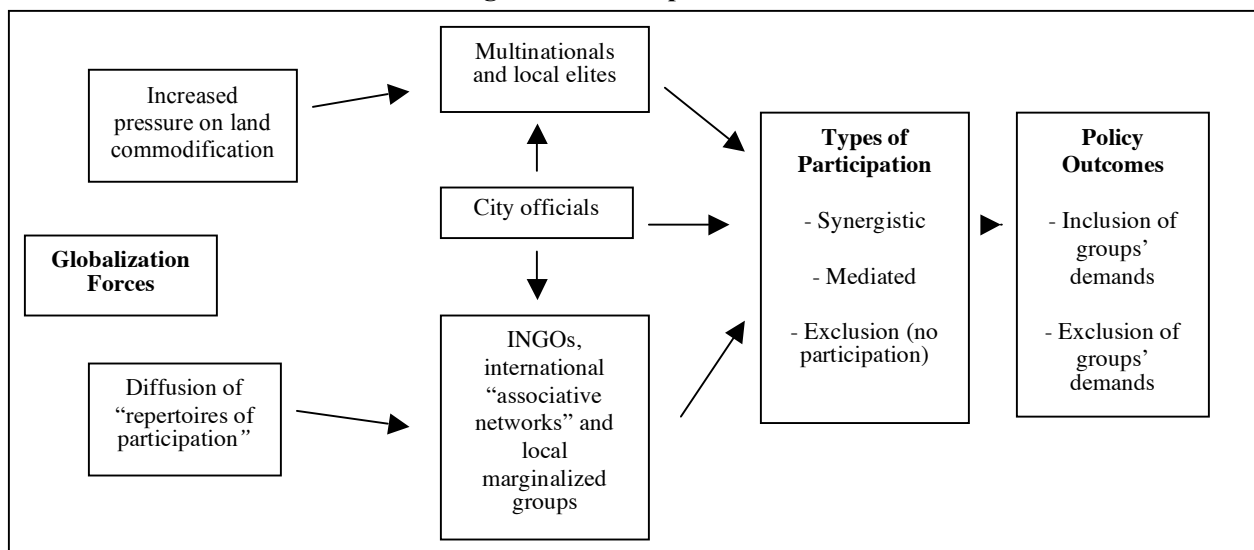 Multinationals
and local elites
Increased
pressure on land
commodification
Types of
Participation
- Synergistic
- Mediated
- Exclusion (no
participation)
Policy
Outcomes
- Inclusion of
groups’
demands
- Exclusion of
groups’
demands
City officials
Globalization
Forces
INGOs,
international
“associative
networks” and
local
marginalized
groups
Diffusion of
“repertoires of
participation”